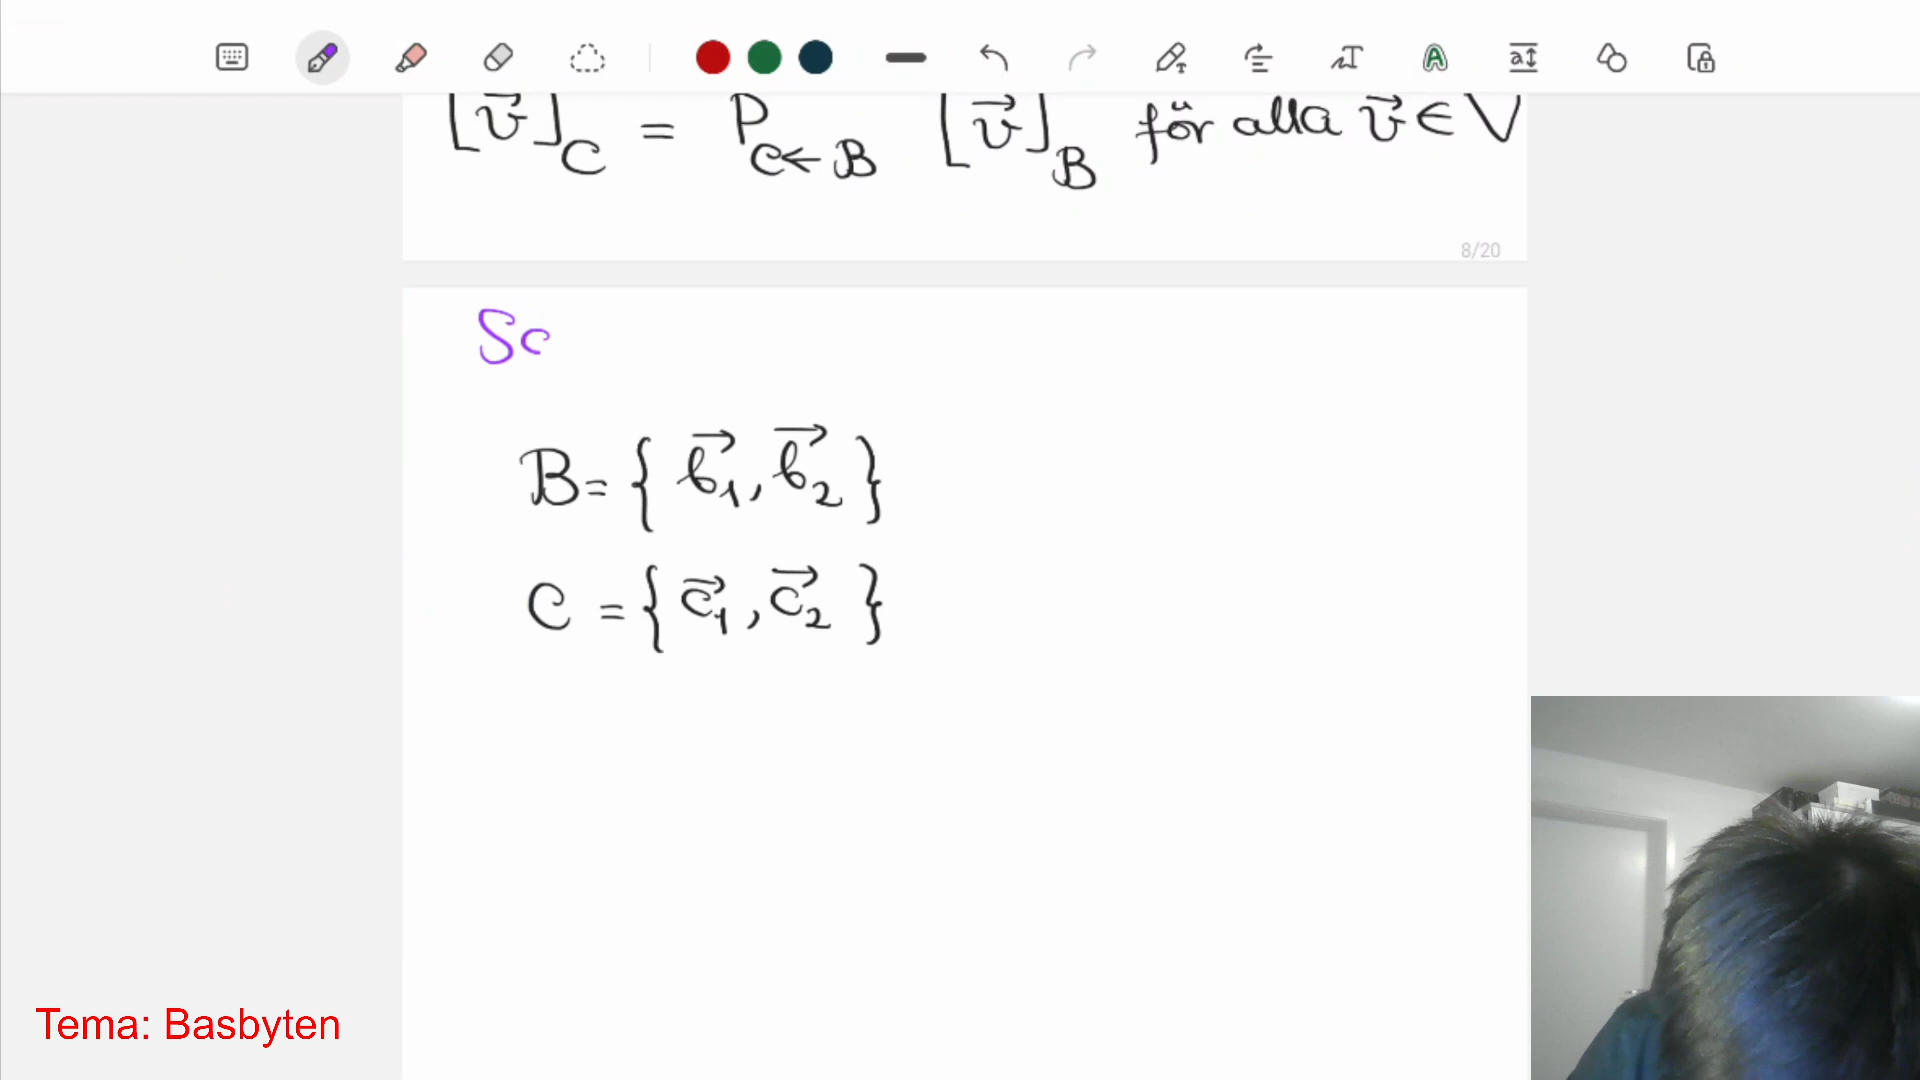 [v⃗]_C = P_{C←B} [v⃗]_B för alla v⃗ ∈ V
8/20
Sc
B = { b⃗₁, b⃗₂ }
C = { c⃗₁, c⃗₂ }
Tema: Basbyten